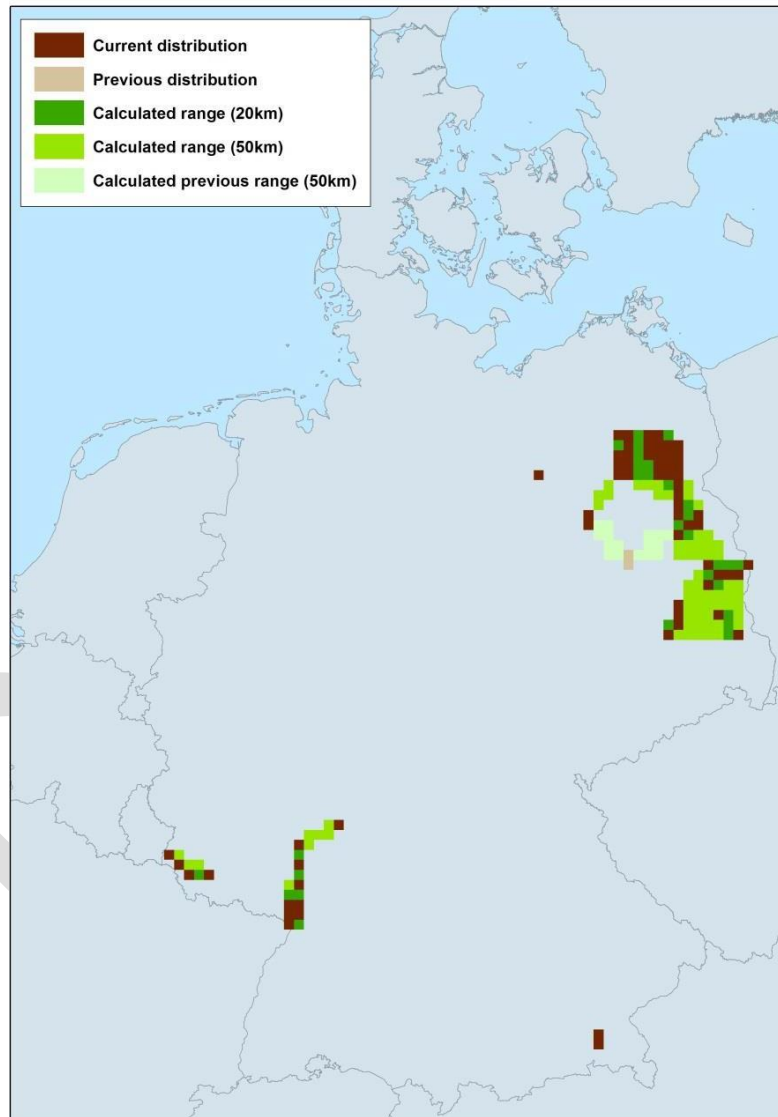 Current distribution
Previous distribution
Calculated range (20km)
Calculated range (50km)
Calculated previous range (50km)